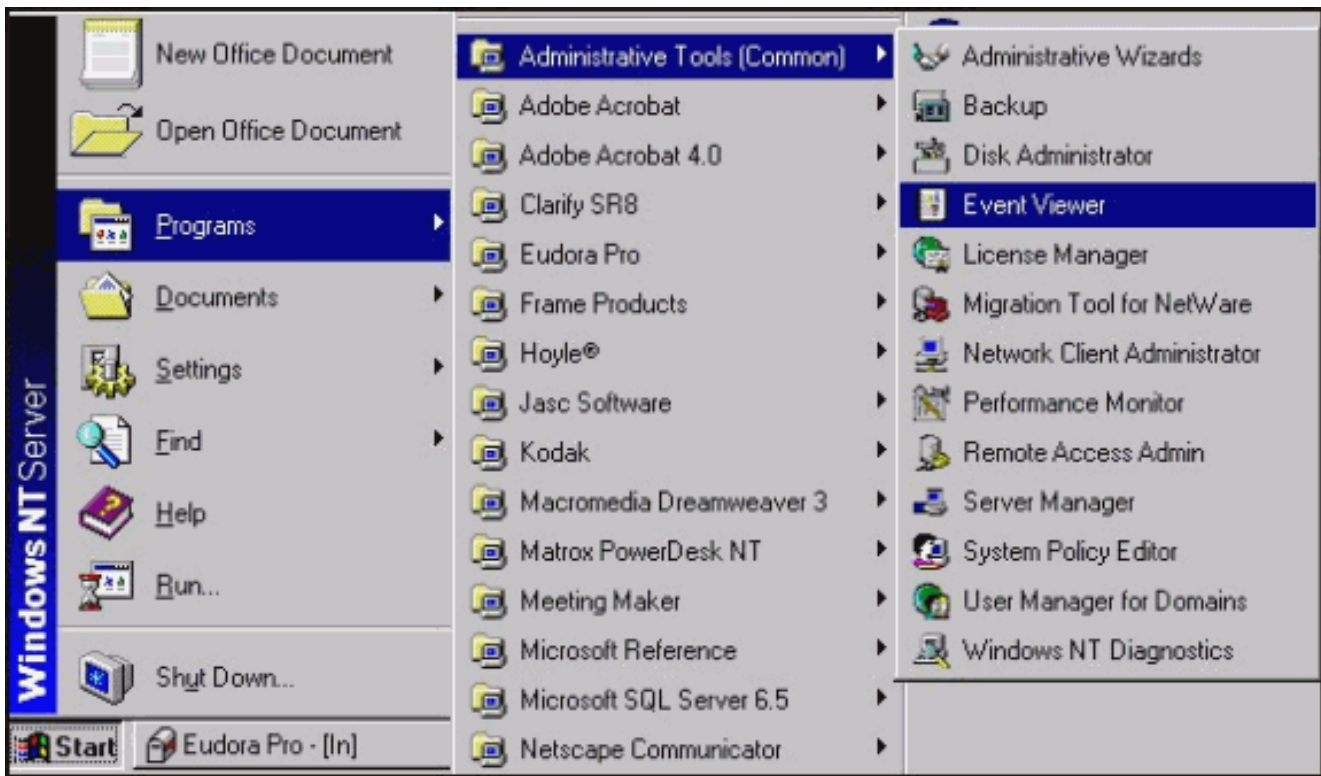 New Office Document
Open Office Document
Programs
Documents
Settings
Find
Help
Run...
Shut Down...
Windows NT Server
Start
Eudora Pro - [In]
Administrative Tools (Common)
Adobe Acrobat
Adobe Acrobat 4.0
Clarify SR8
Eudora Pro
Frame Products
Hoyle®
Jasc Software
Kodak
Macromedia Dreamweaver 3
Matrox PowerDesk NT
Meeting Maker
Microsoft Reference
Microsoft SQL Server 6.5
Netscape Communicator
Administrative Wizards
Backup
Disk Administrator
Event Viewer
License Manager
Migration Tool for NetWare
Network Client Administrator
Performance Monitor
Remote Access Admin
Server Manager
System Policy Editor
User Manager for Domains
Windows NT Diagnostics